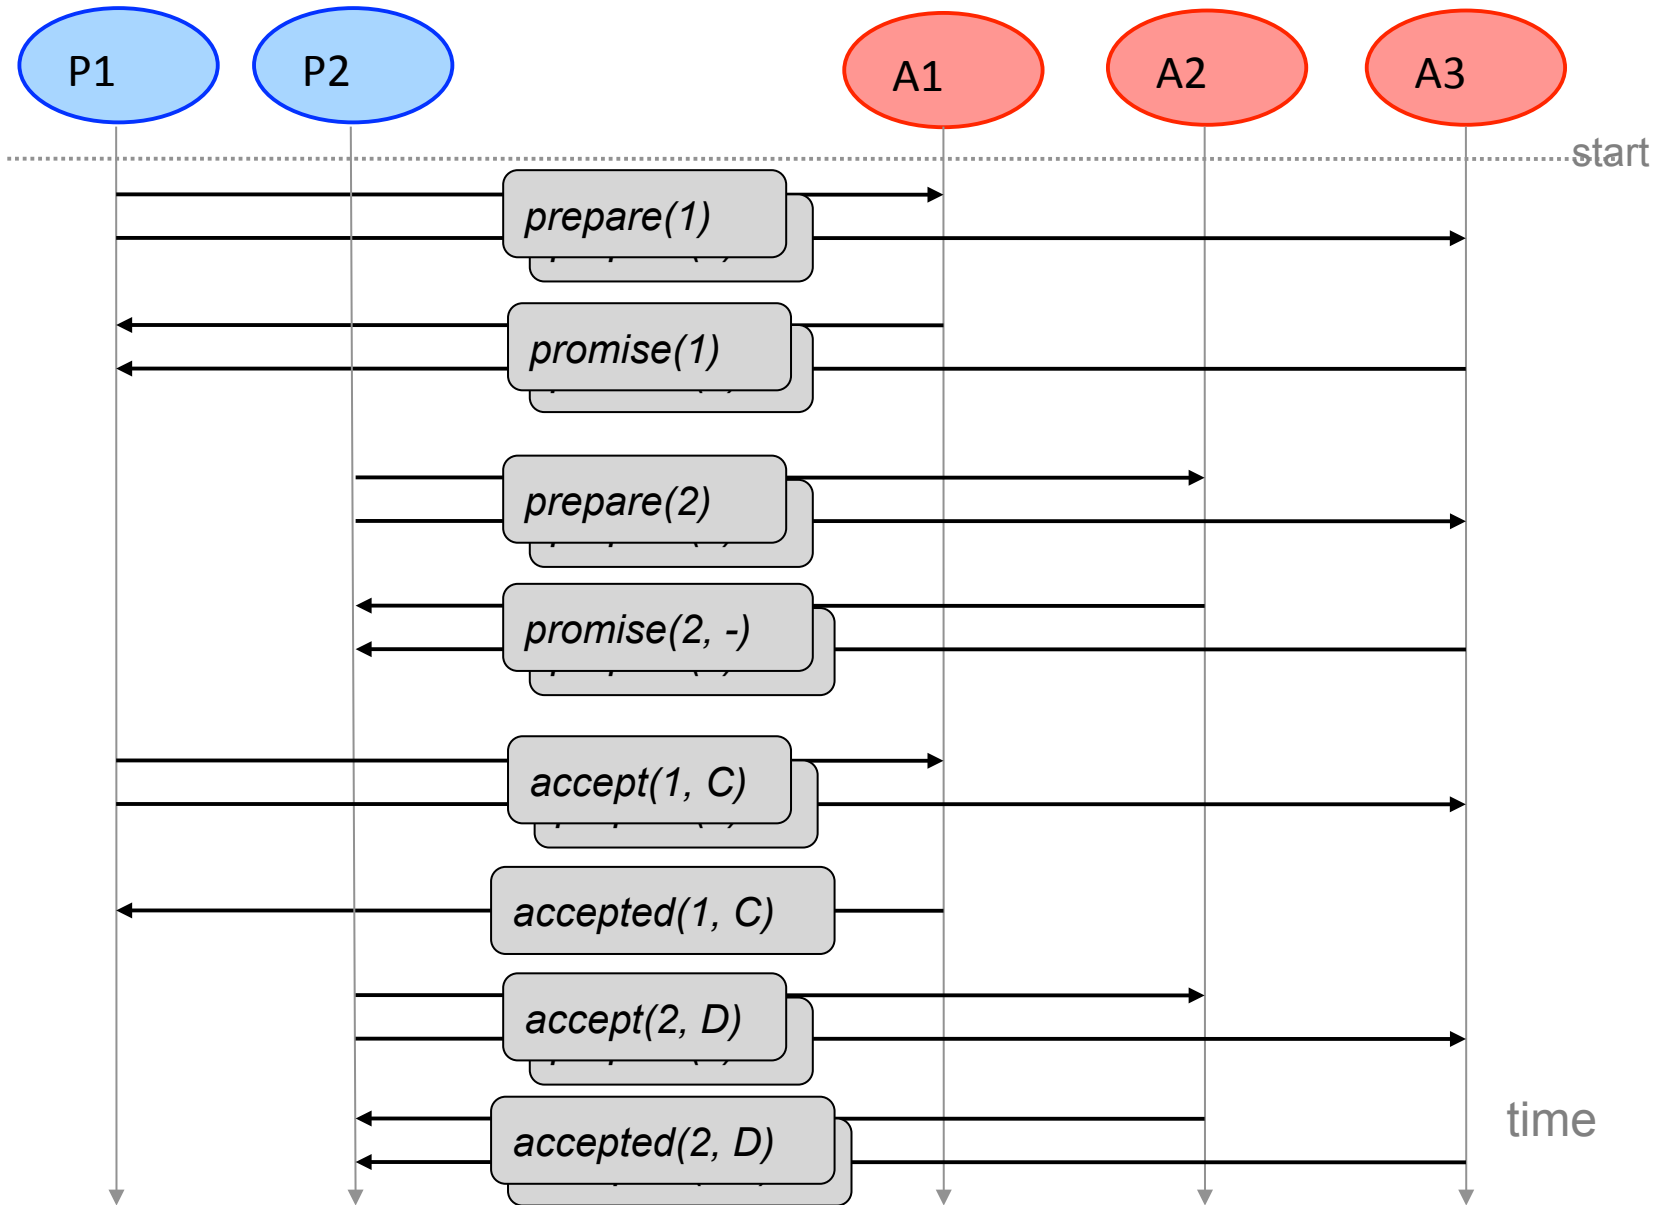 P1 P2 A1 A2 A3
start
prepare(1)
promise(1)
prepare(2)
promise(2, -)
accept(1, C)
accepted(1, C)
accept(2, D)
time
accepted(2, D)